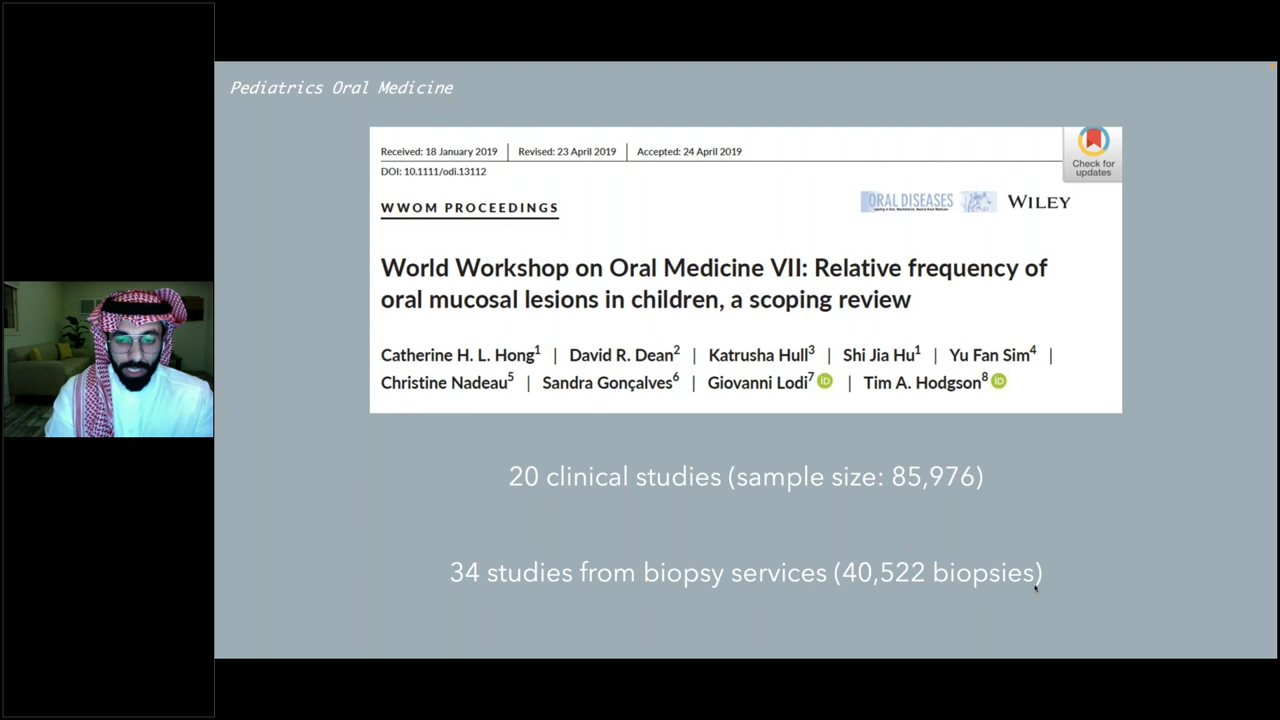 Pediatrics Oral Medicine
Received: 18 January 2019 | Revised: 23 April 2019 | Accepted: 24 April 2019
Check for
updates
DOI: 10.1111/odi.13112
WWOM PROCEEDINGS
ORAL DISEASES
WILEY
World Workshop on Oral Medicine VII: Relative frequency of
oral mucosal lesions in children, a scoping review
Catherine H. L. Hong1 | David R. Dean2 | Katrusha Hull3 | Shi Jia Hu1 | Yu Fan Sim4 |
Christine Nadeau5 | Sandra Gonçalves6 | Giovanni Lodi7 iD | Tim A. Hodgson8 iD
20 clinical studies (sample size: 85,976)
34 studies from biopsy services (40,522 biopsies)